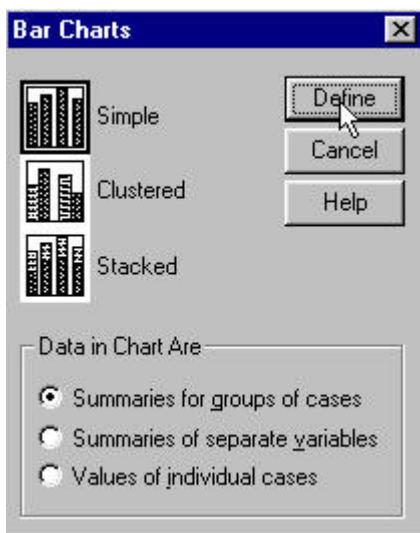 Bar Charts
Simple
Clustered
Stacked
Define
Cancel
Help
Data in Chart Are
Summaries for groups of cases
Summaries of separate variables
Values of individual cases